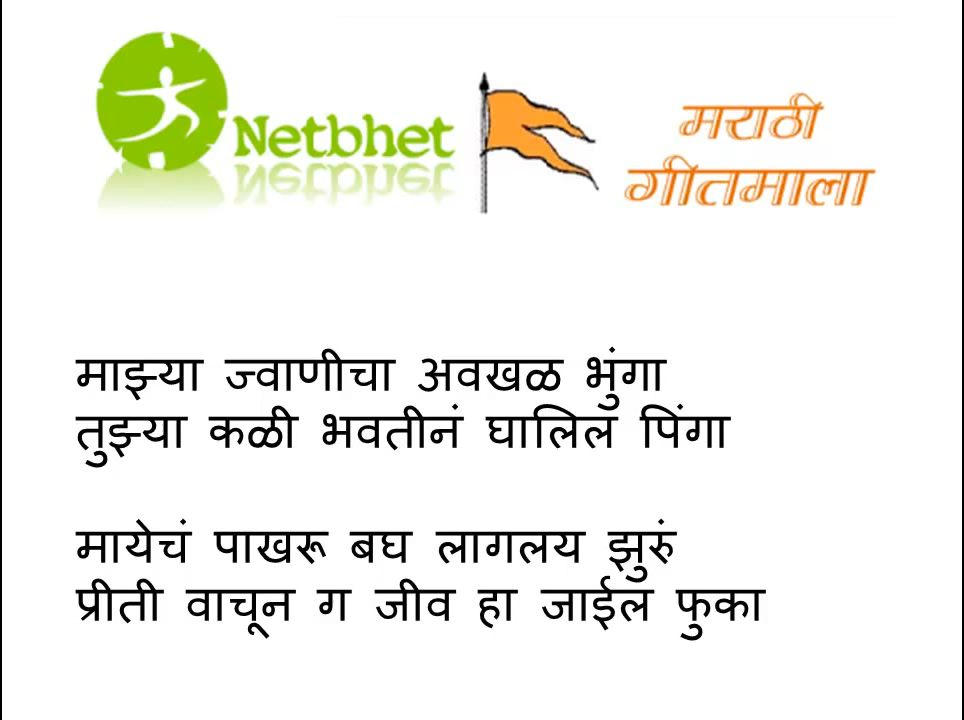 Netbhet
मराठी
गीतमाला
माझ्या ज्वाणीचा अवखळ भुंगा
तुझ्या कळी भवतीनं घालिल पिंगा
मायेचं पाखरू बघ लागलय झुरुं
प्रीती वाचून ग जीव हा जाईल फुका